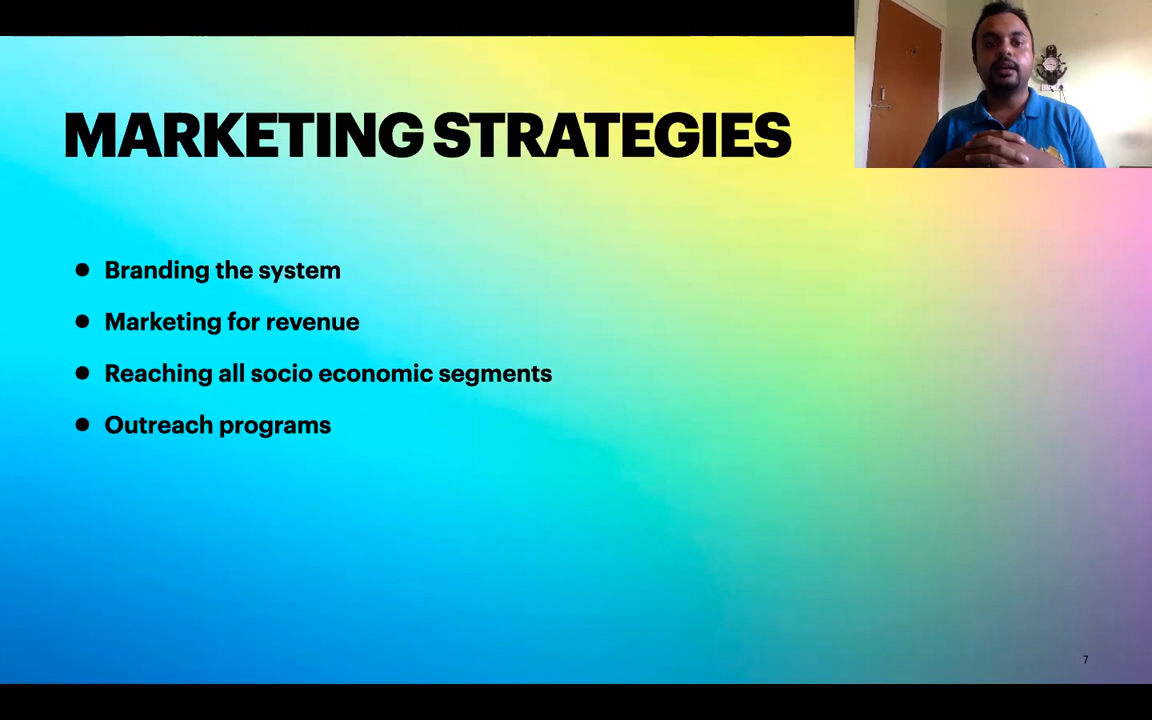 MARKETING STRATEGIES
● Branding the system
● Marketing for revenue
● Reaching all socio economic segments
● Outreach programs
7